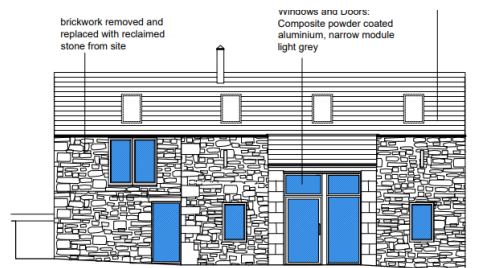 brickwork removed and
replaced with reclaimed
stone from site
Windows and Doors:
Composite powder coated
aluminium, narrow module
light grey